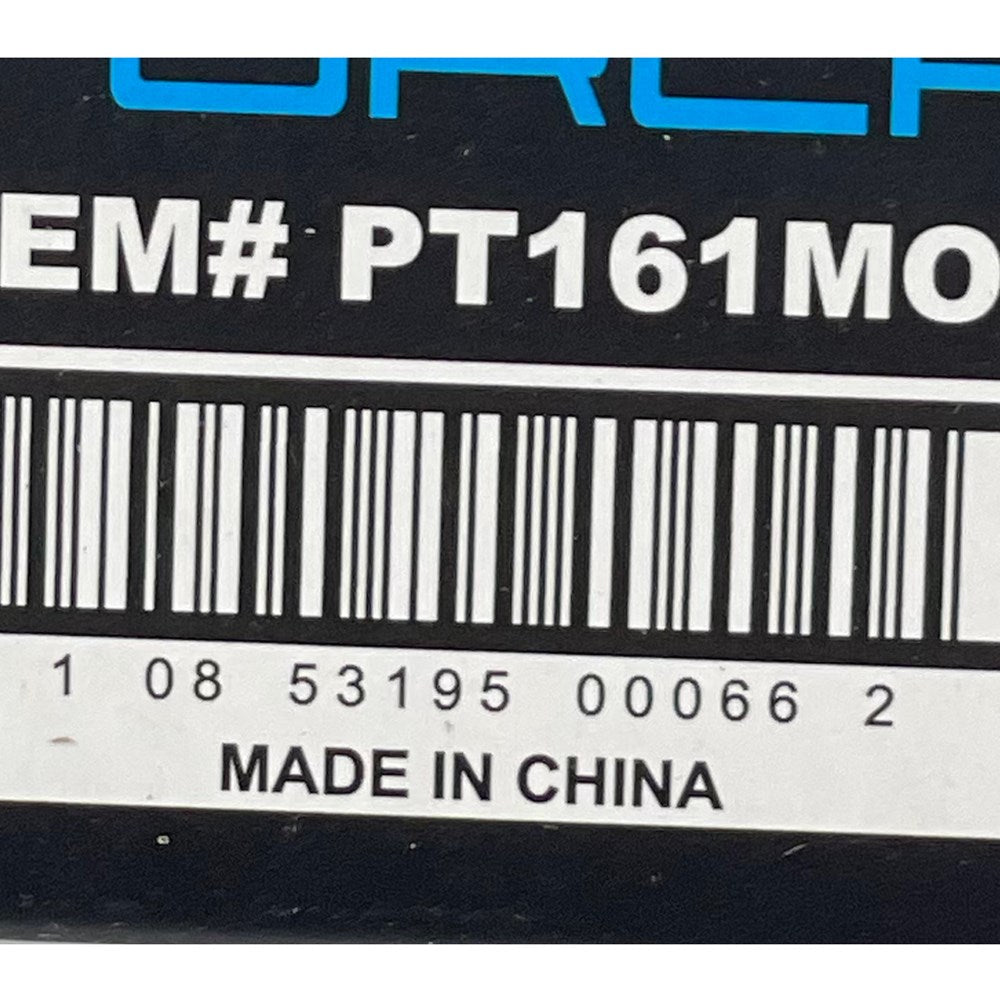 EM# PT161MO
1 08 53195 00066 2
MADE IN CHINA